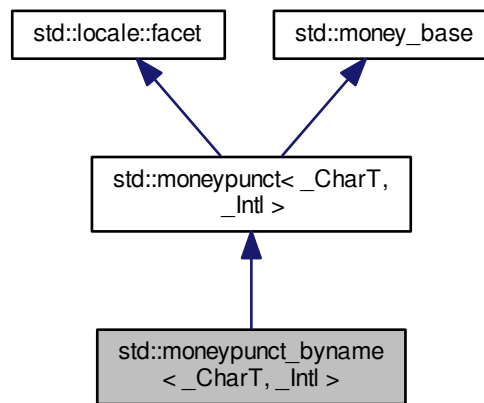 std::locale::facet
std::money_base
std::moneypunct< _CharT,
_Intl >
std::moneypunct_byname
< _CharT, _Intl >